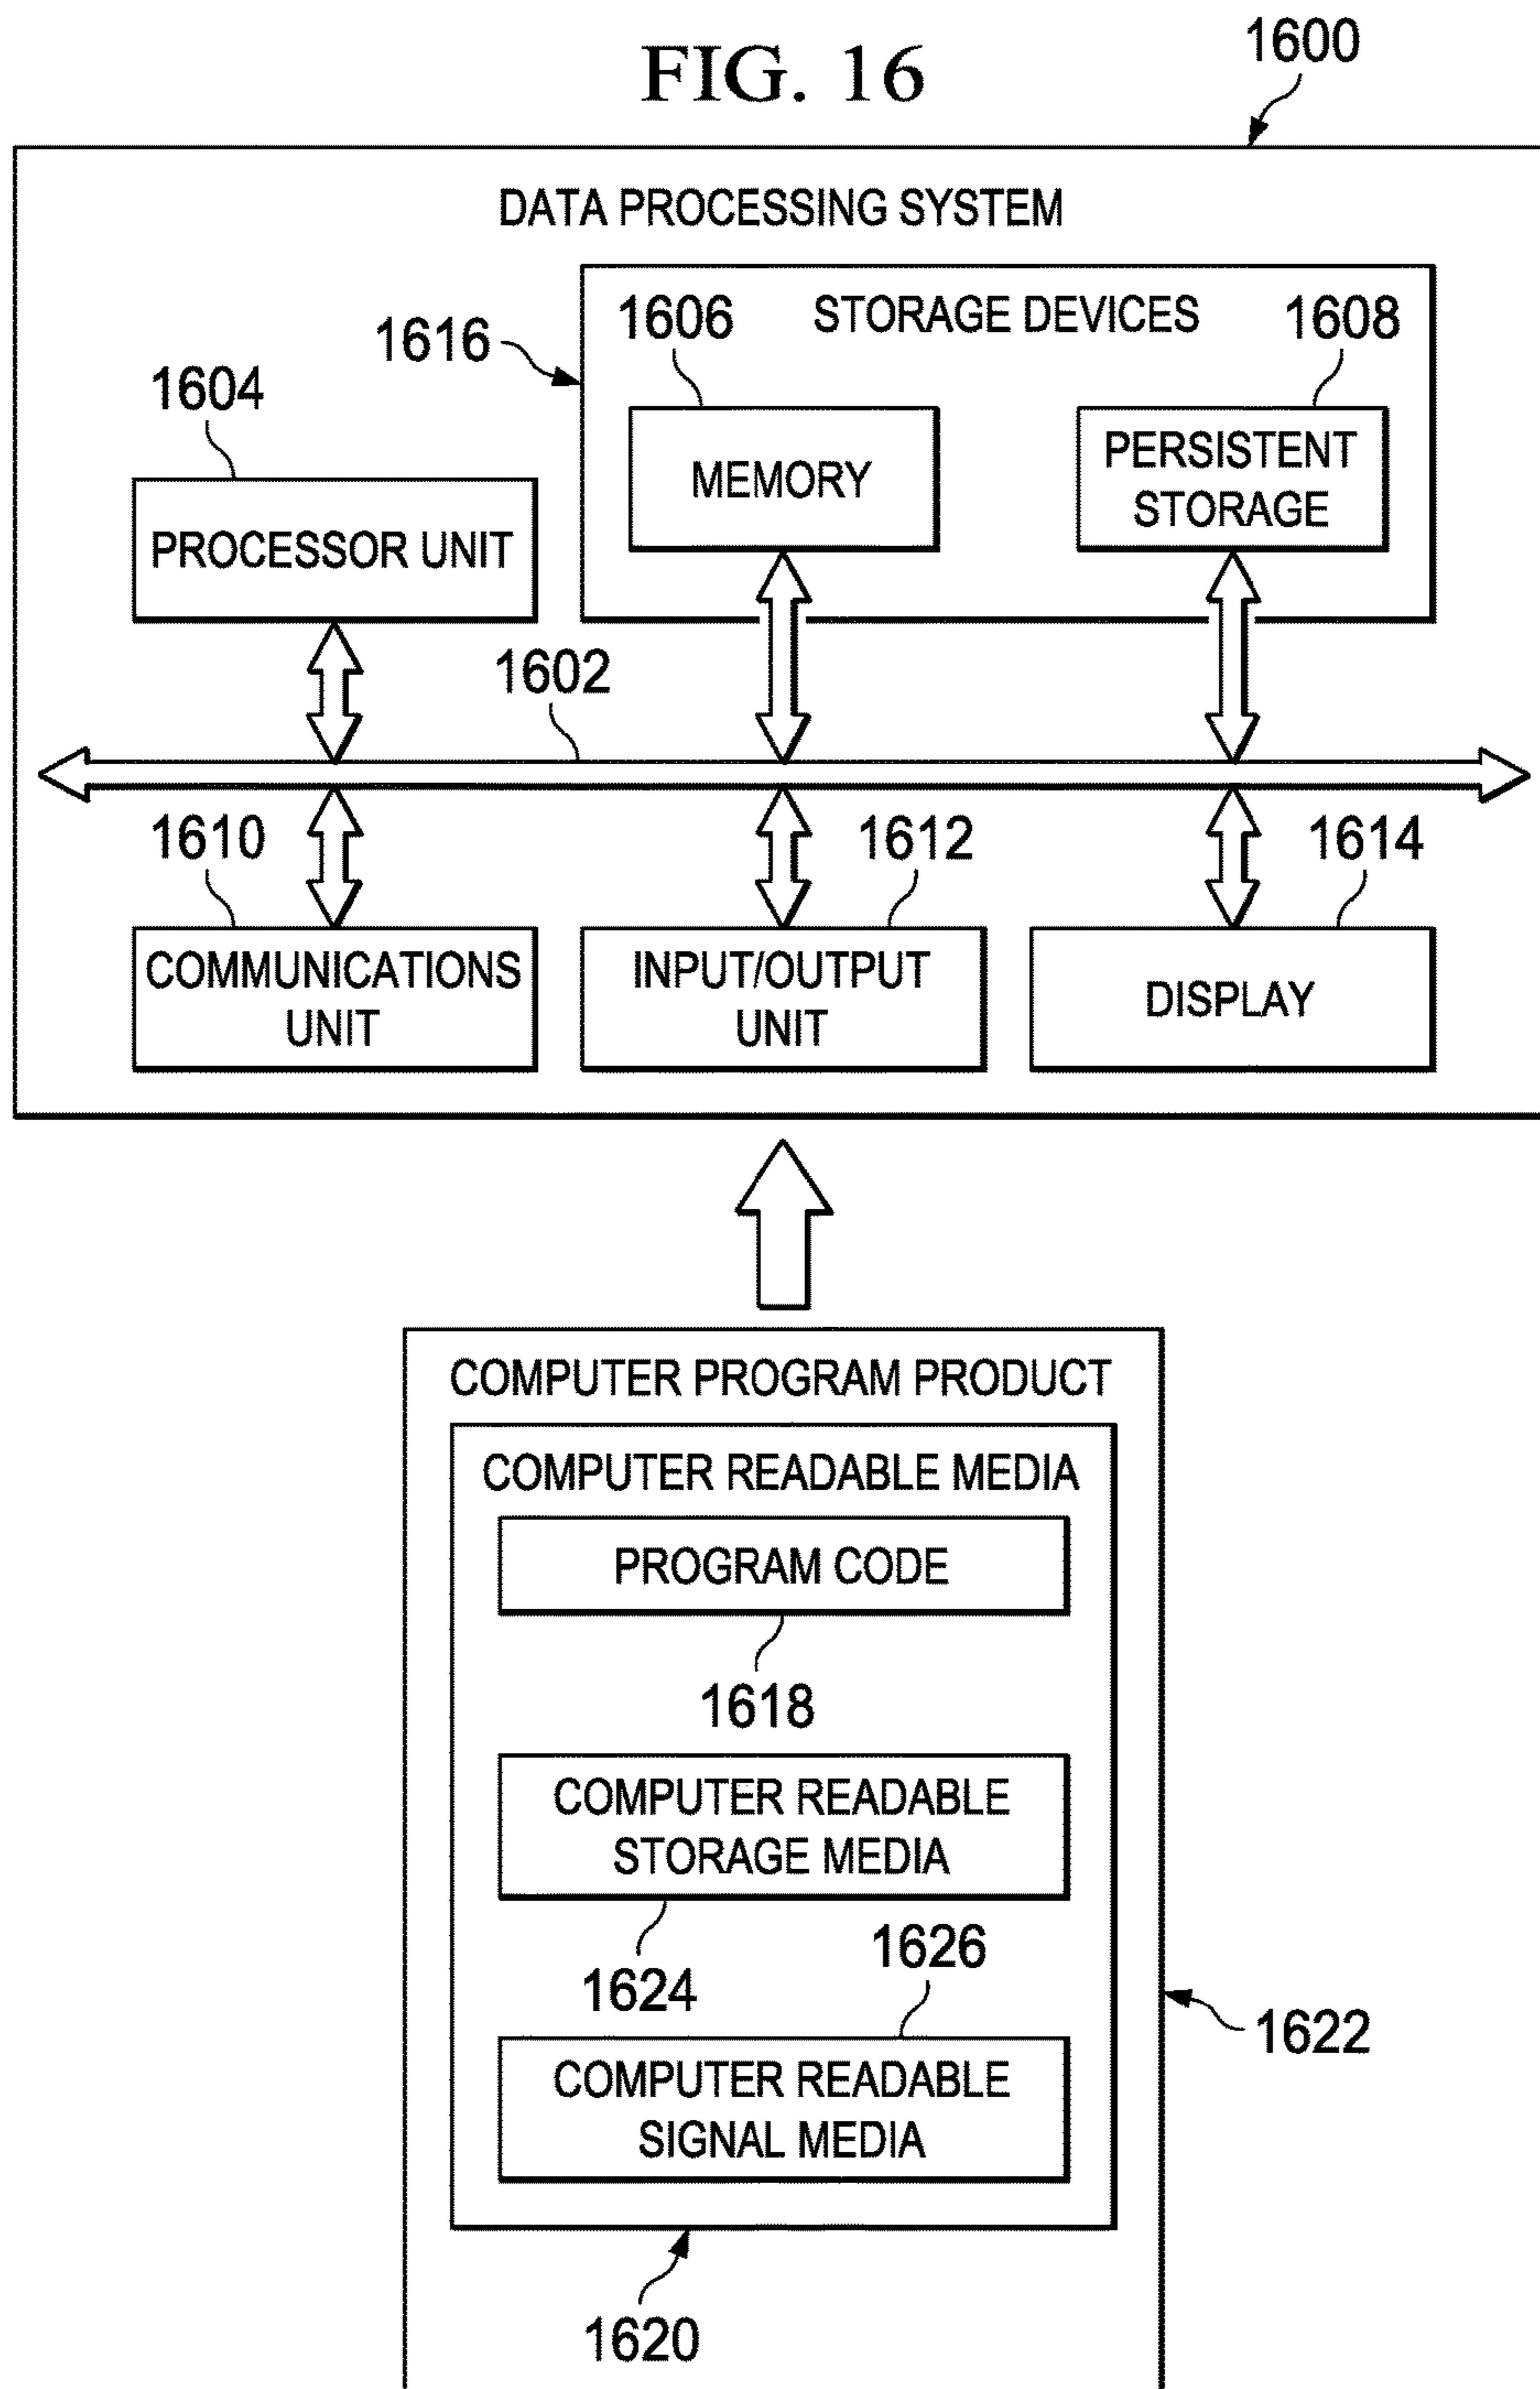 FIG. 16
1600
DATA PROCESSING SYSTEM
STORAGE DEVICES
1616
1606
1608
1604
MEMORY
PERSISTENT
STORAGE
PROCESSOR UNIT
1602
1610
1612
1614
COMMUNICATIONS
UNIT
INPUT/OUTPUT
UNIT
DISPLAY
COMPUTER PROGRAM PRODUCT
COMPUTER READABLE MEDIA
PROGRAM CODE
1618
COMPUTER READABLE
STORAGE MEDIA
1624
1626
1622
COMPUTER READABLE
SIGNAL MEDIA
1620